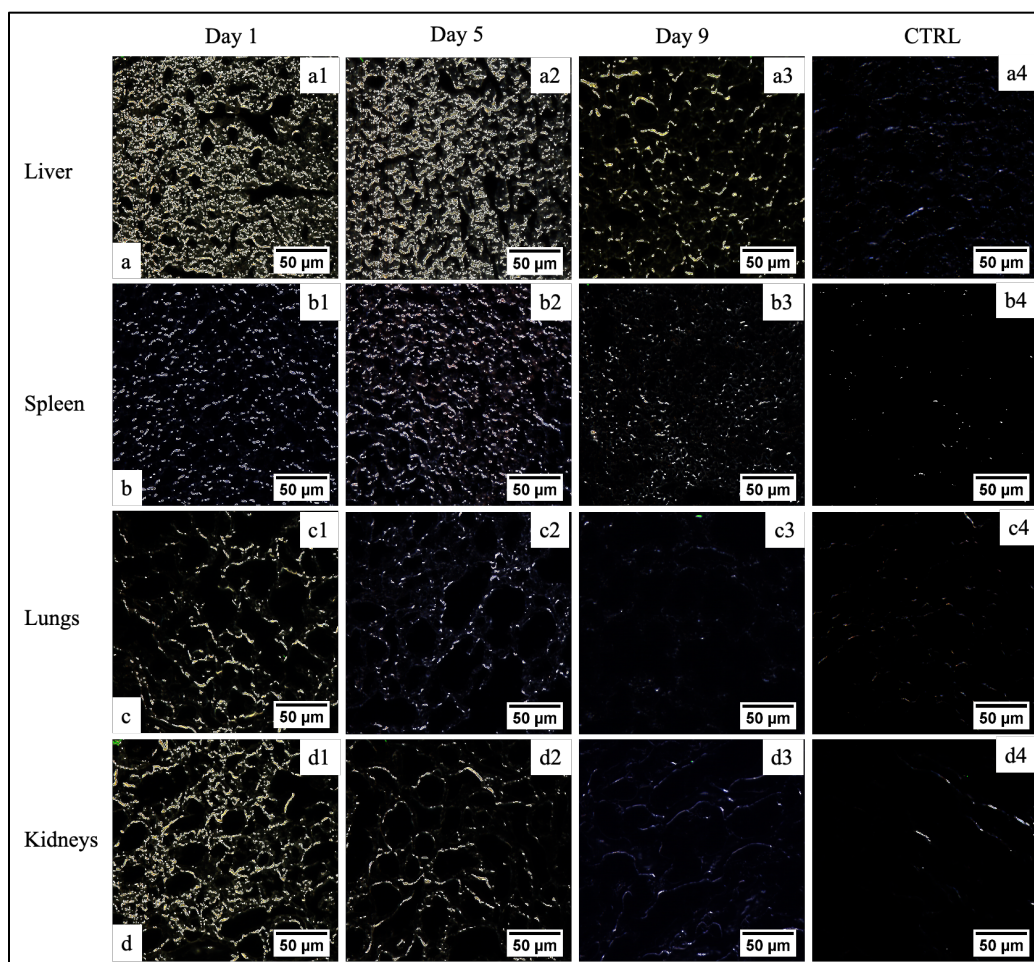 Day 1 Day 5 Day 9 CTRL
a1 a2 a3 a4
Liver
a 50 µm 50 µm 50 µm 50 µm
b1 b2 b3 b4
Spleen
b 50 µm 50 µm 50 µm 50 µm
c1 c2 c3 c4
Lungs
c 50 µm 50 µm 50 µm 50 µm
d1 d2 d3 d4
Kidneys
d 50 µm 50 µm 50 µm 50 µm